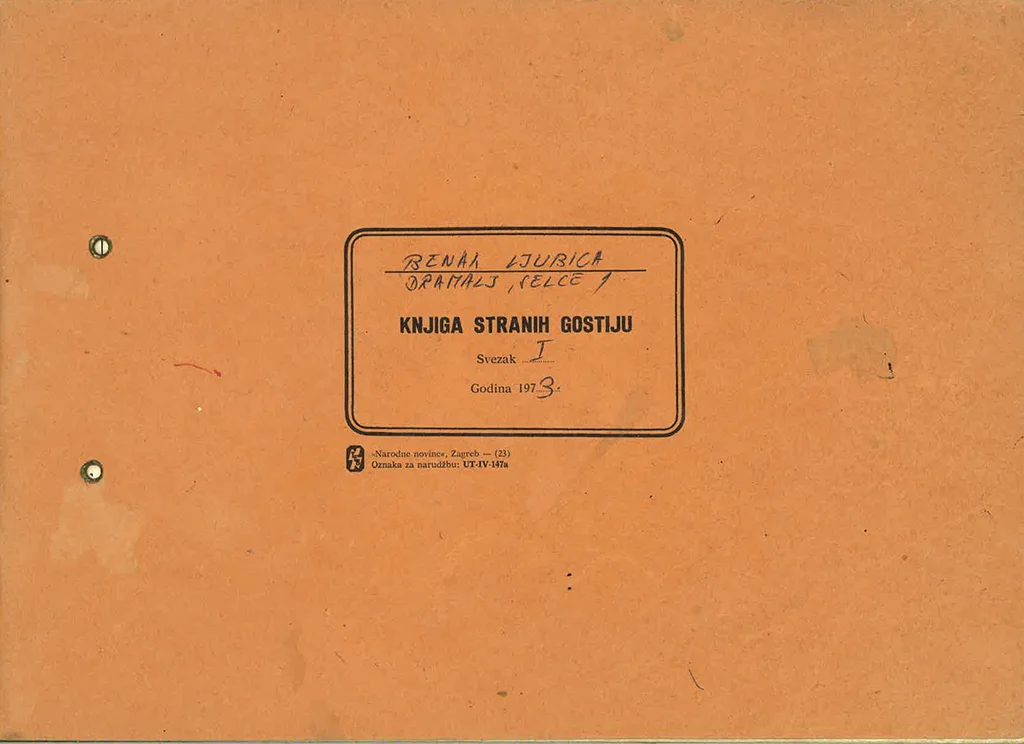 BENAK LJUBICA
DRAMALJ, SELCE 1
KNJIGA STRANIH GOSTIJU
Svezak I
Godina 1973.
»Narodne novine«, Zagreb — (23)
Oznaka za narudžbu: UT-IV-147a